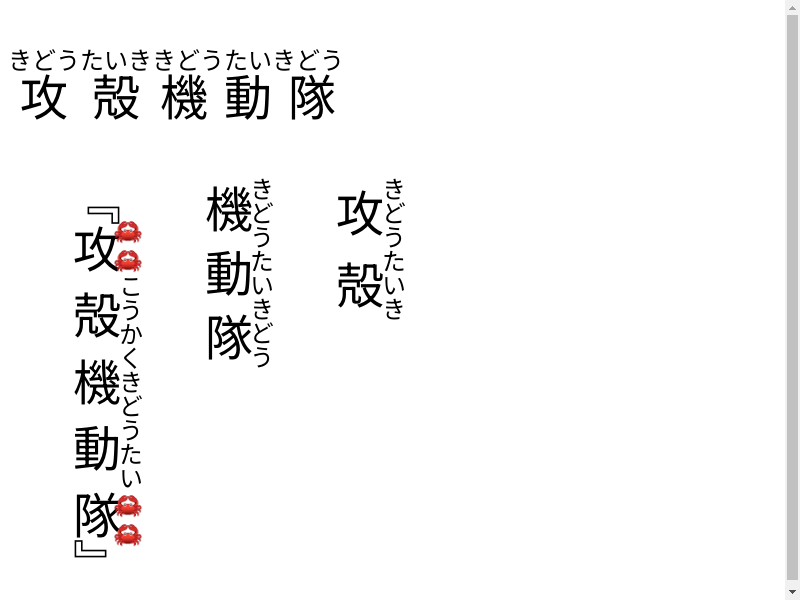 きどうたいききどうたいきどう
攻殻機動隊
きどうたいき
攻殻
きどうたいきどう
機動隊
🦀🦀こうかくきどうたい🦀🦀
『攻殻機動隊』